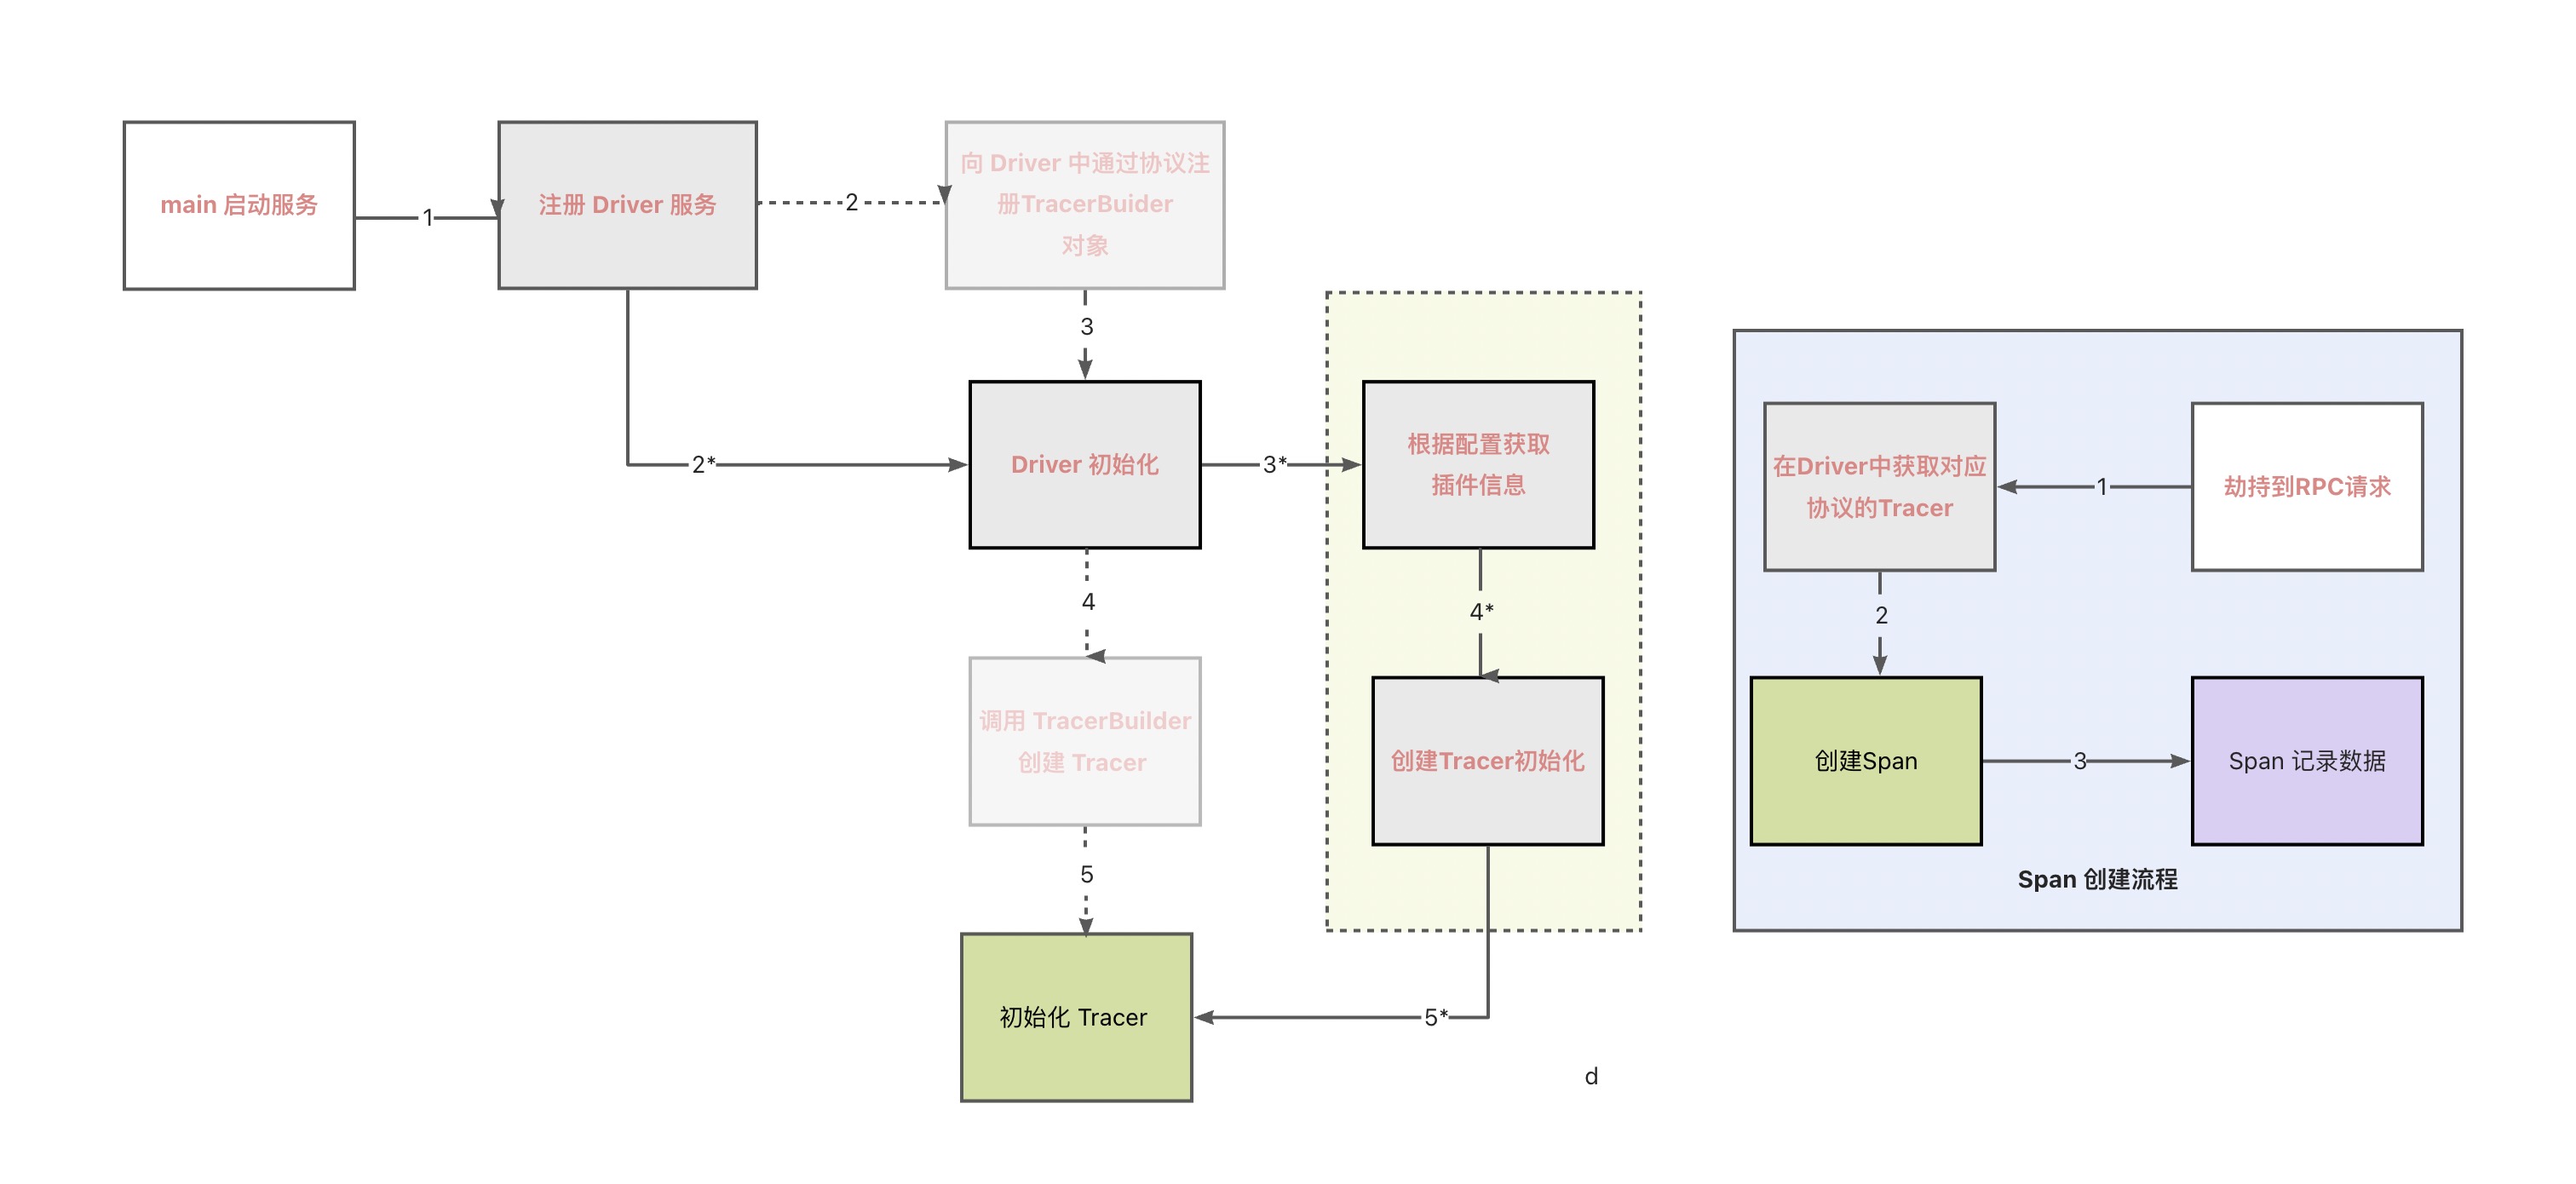 main 启动服务
1
注册 Driver 服务
2
向 Driver 中通过协议注
册TracerBuider
对象
3
2*
Driver 初始化
3*
根据配置获取
插件信息
4
4*
调用 TracerBuilder
创建 Tracer
创建Tracer初始化
5
初始化 Tracer
5*
d
在Driver中获取对应
协议的Tracer
1
劫持到RPC请求
2
创建Span
3
Span 记录数据
Span 创建流程